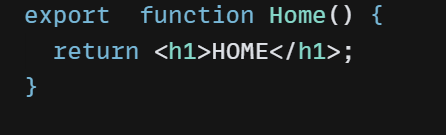 export  function Home() {
  return <h1>HOME</h1>;
}